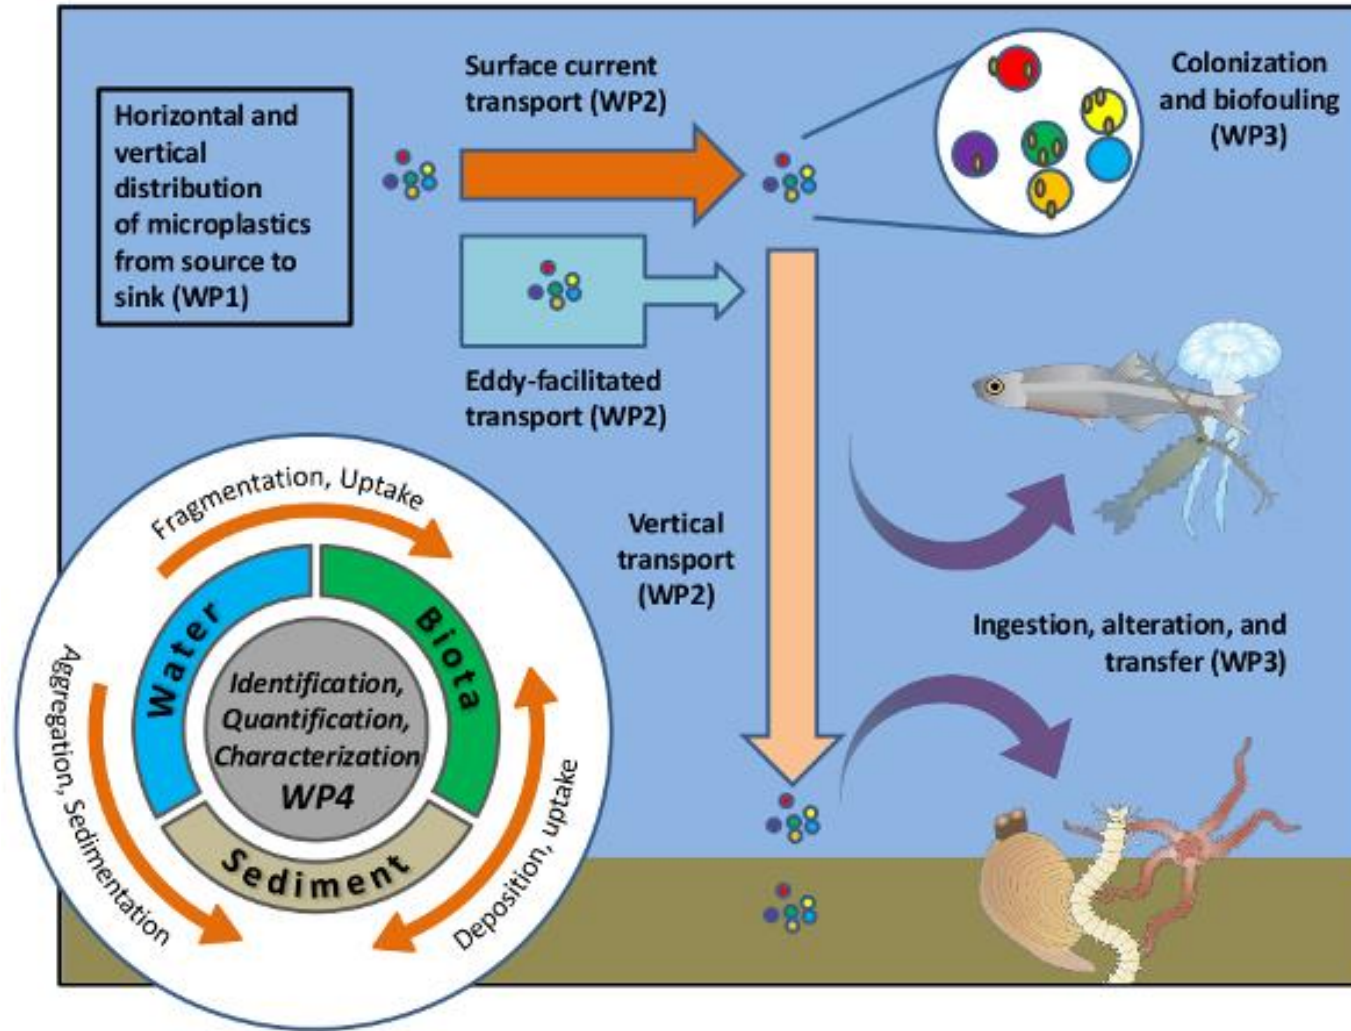 Horizontal and
vertical
distribution
of microplastics
from source to
sink (WP1)
Surface current
transport (WP2)
Colonization
and biofouling
(WP3)
Eddy-facilitated
transport (WP2)
Vertical
transport
(WP2)
Ingestion, alteration, and
transfer (WP3)
Fragmentation, Uptake
Aggregation, Sedimentation
Deposition, uptake
Water
Biota
Sediment
Identification,
Quantification,
Characterization
WP4